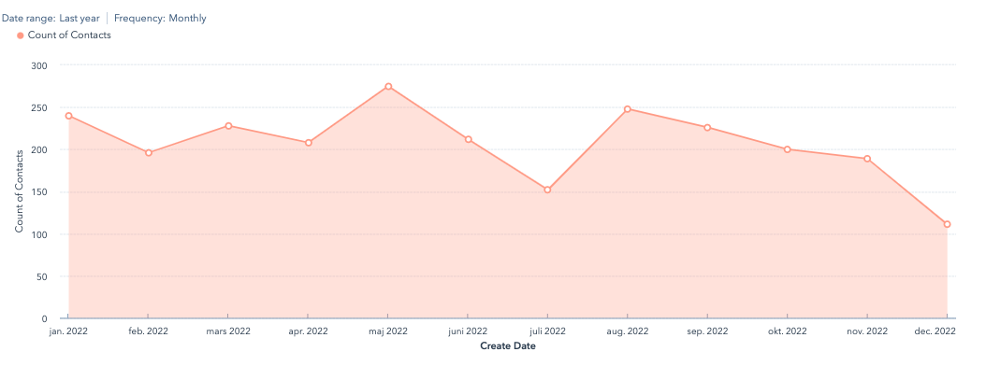 Date range: Last year | Frequency: Monthly
Count of Contacts
300
250
200
150
100
50
0
Count of Contacts
jan. 2022 feb. 2022 mars 2022 apr. 2022 maj 2022 juni 2022 juli 2022 aug. 2022 sep. 2022 okt. 2022 nov. 2022 dec. 2022
Create Date